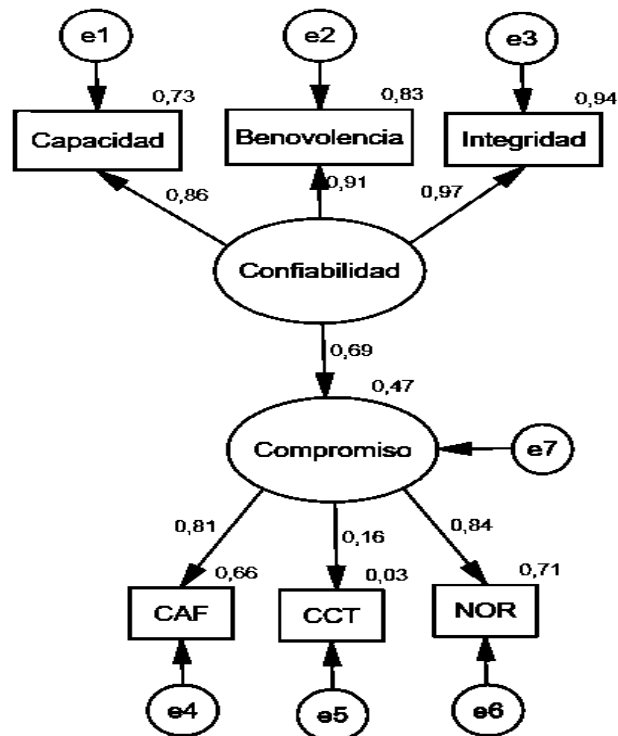 e1
e2
e3
0,73
0,83
0,94
Capacidad
Benovolencia
Integridad
0,86
0,91
0,97
Confiabilidad
0,69
0,47
Compromiso
e7
0,81
0,16
0,84
0,66
0,03
0,71
CAF
CCT
NOR
e4
e5
e6